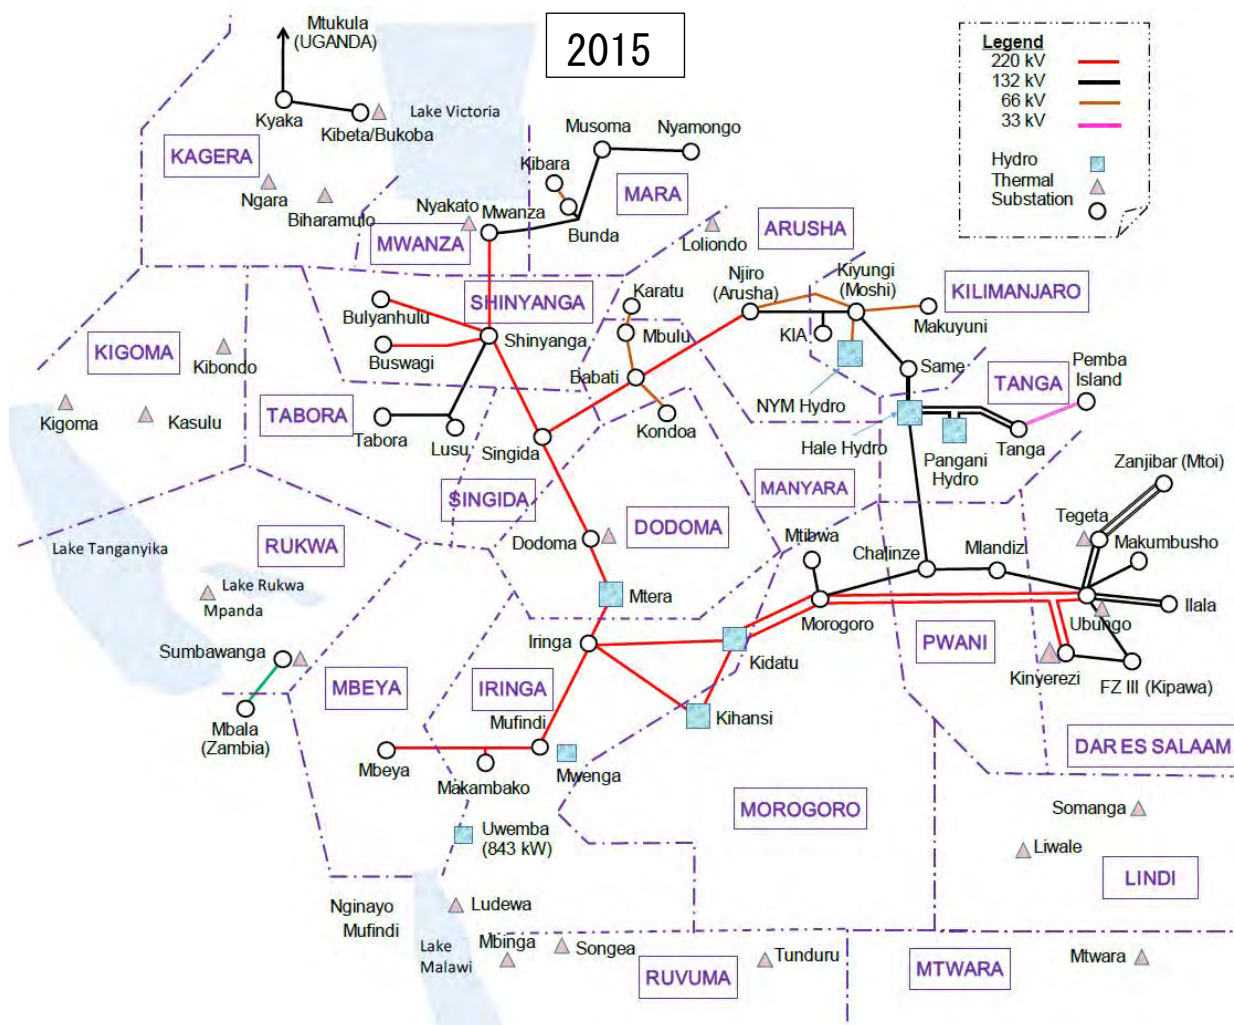 2015
Mtukula
(UGANDA)
Legend
220 kV
132 kV
66 kV
33 kV
Hydro
Thermal
Substation
Kyaka
Kibeta/Bukoba
Lake Victoria
Musoma
Nyamongo
KAGERA
Kibara
MARA
Ngara
Biharamulo
Nyakato
Mwanza
Bunda
MWANZA
Loliondo
ARUSHA
Njiro
(Arusha)
Kiyungi
(Moshi)
KILIMANJARO
SHINYANGA
Karatu
Bulyanhulu
Makuyuni
KIGOMA
Kibondo
Buswagi
Shinyanga
Mbulu
KIA
Same
Pemba
Island
TANGA
Babati
NYM Hydro
Kigoma
Kasulu
TABORA
Tabora
Lusu
Singida
Kondoa
Hale Hydro
Pangani
Hydro
Tanga
Zanjibar (Mtoi)
SINGIDA
MANYARA
DODOMA
Tegeta
Lake Tanganyika
RUKWA
Dodoma
Mtibwa
Chalinze
Mlandizi
Makumbusho
Lake Rukwa
Mpanda
Mtera
Morogoro
Ubungo
Ilala
Sumbawanga
Iringa
Kidatu
PWANI
Kinyerezi
FZ III (Kipawa)
MBEYA
IRINGA
Mbala
(Zambia)
Mufindi
Kihansi
Mbeya
Makambako
Mwenga
DAR ES SALAAM
MOROGORO
Somanga
Uwemba
(843 kW)
Liwale
LINDI
Nginayo
Mufindi
Ludewa
Lake
Malawi
Mbinga
Songea
RUVUMA
Tunduru
MTWARA
Mtwara